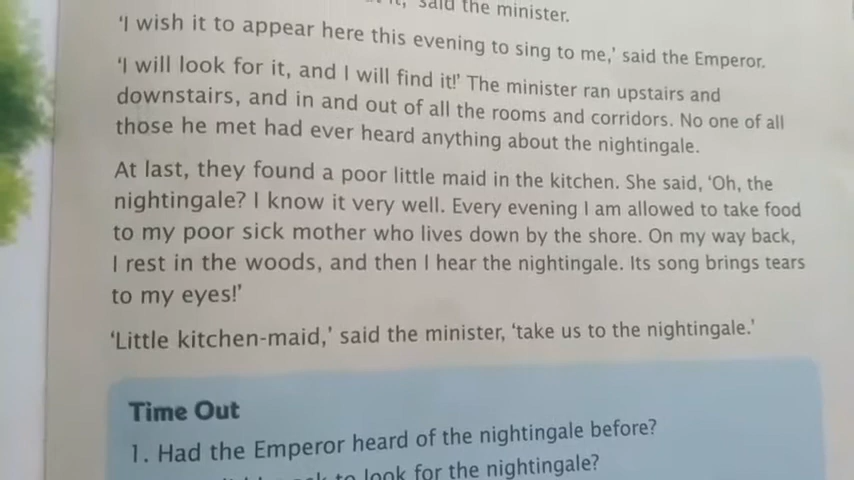 said the minister.
‘I wish it to appear here this evening to sing to me,’ said the Emperor.
‘I will look for it, and I will find it!’ The minister ran upstairs and
downstairs, and in and out of all the rooms and corridors. No one of all
those he met had ever heard anything about the nightingale.
At last, they found a poor little maid in the kitchen. She said, ‘Oh, the
nightingale? I know it very well. Every evening I am allowed to take food
to my poor sick mother who lives down by the shore. On my way back,
I rest in the woods, and then I hear the nightingale. Its song brings tears
to my eyes!’
‘Little kitchen-maid,’ said the minister, ‘take us to the nightingale.’
Time Out
1. Had the Emperor heard of the nightingale before?
to look for the nightingale?